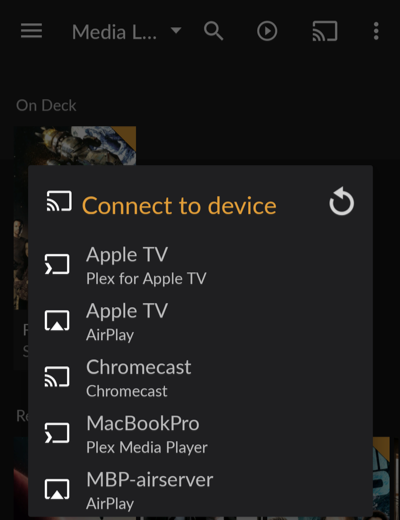 Media L...
On Deck
Connect to device
Apple TV
Plex for Apple TV
Apple TV
AirPlay
Chromecast
Chromecast
MacBookPro
Plex Media Player
MBP-airserver
AirPlay